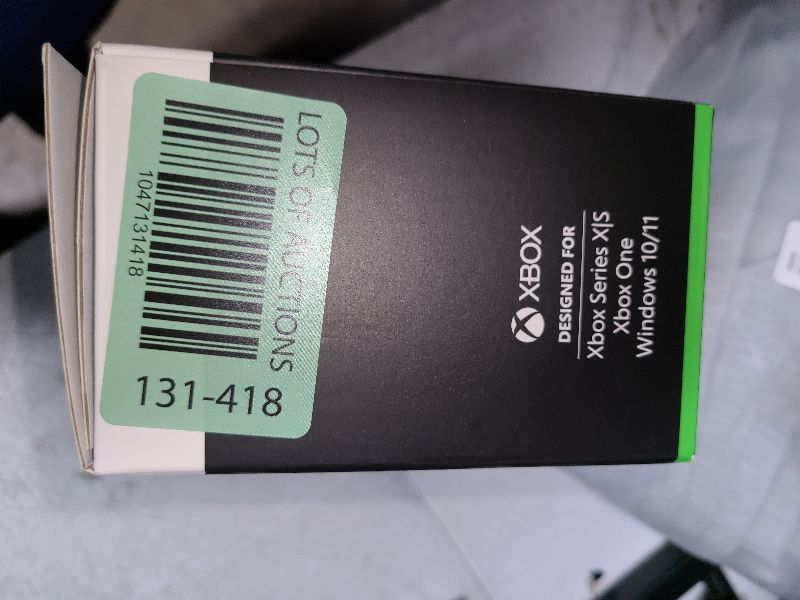 LOTS OF AUCTIONS
1047131418
131-418
XBOX
DESIGNED FOR
Xbox Series X|S
Xbox One
Windows 10/11